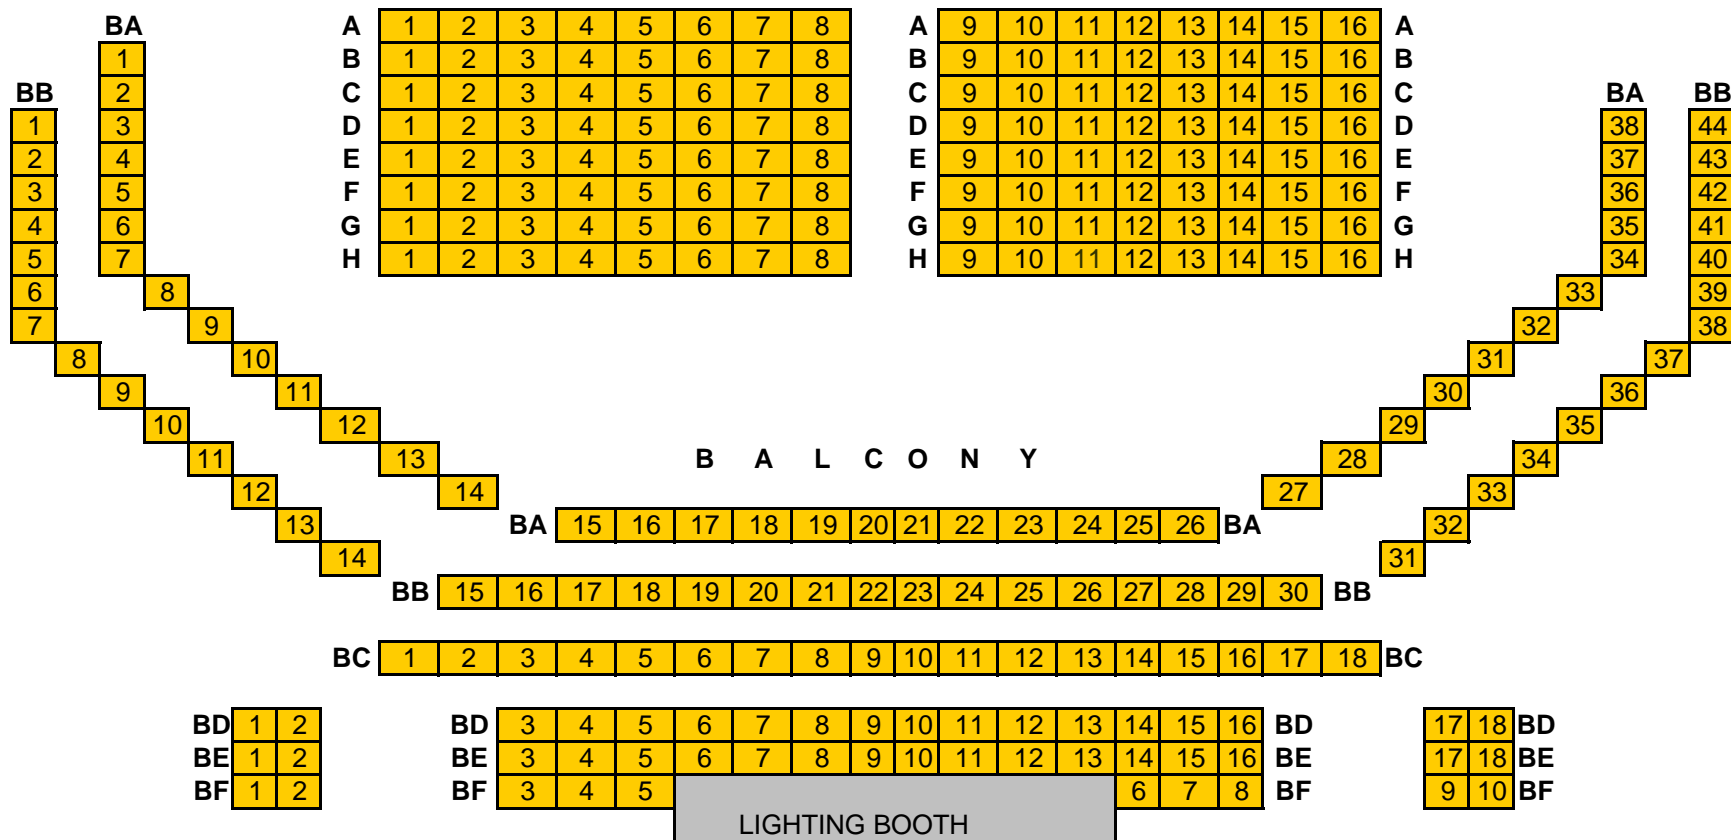 A 1 2 3 4 5 6 7 8 A 9 10 11 12 13 14 15 16 A
BA
B 1 2 3 4 5 6 7 8 B 9 10 11 12 13 14 15 16 B
1
C 1 2 3 4 5 6 7 8 C 9 10 11 12 13 14 15 16 C
BB 2 BA BB
1 3 D 1 2 3 4 5 6 7 8 D 9 10 11 12 13 14 15 16 D 38 44
2 4 E 1 2 3 4 5 6 7 8 E 9 10 11 12 13 14 15 16 E 37 43
3 5 F 1 2 3 4 5 6 7 8 F 9 10 11 12 13 14 15 16 F 36 42
4 6 G 1 2 3 4 5 6 7 8 G 9 10 11 12 13 14 15 16 G 35 41
5 7 H 1 2 3 4 5 6 7 8 H 9 10 11 12 13 14 15 16 H 34 40
6 8 33 39
7 9 32 38
8 10 31 37
9 11 30 36
10 12 29 35
11 13 B A L C O N Y 28 34
12 14 27 33
13 BA 15 16 17 18 19 20 21 22 23 24 25 26 BA 32
14 31
BB 15 16 17 18 19 20 21 22 23 24 25 26 27 28 29 30 BB
BC 1 2 3 4 5 6 7 8 9 10 11 12 13 14 15 16 17 18 BC
BD 1 2 BD 3 4 5 6 7 8 9 10 11 12 13 14 15 16 BD 17 18 BD
BE 1 2 BE 3 4 5 6 7 8 9 10 11 12 13 14 15 16 BE 17 18 BE
BF 1 2 BF 3 4 5 6 7 8 BF 9 10 BF
LIGHTING BOOTH